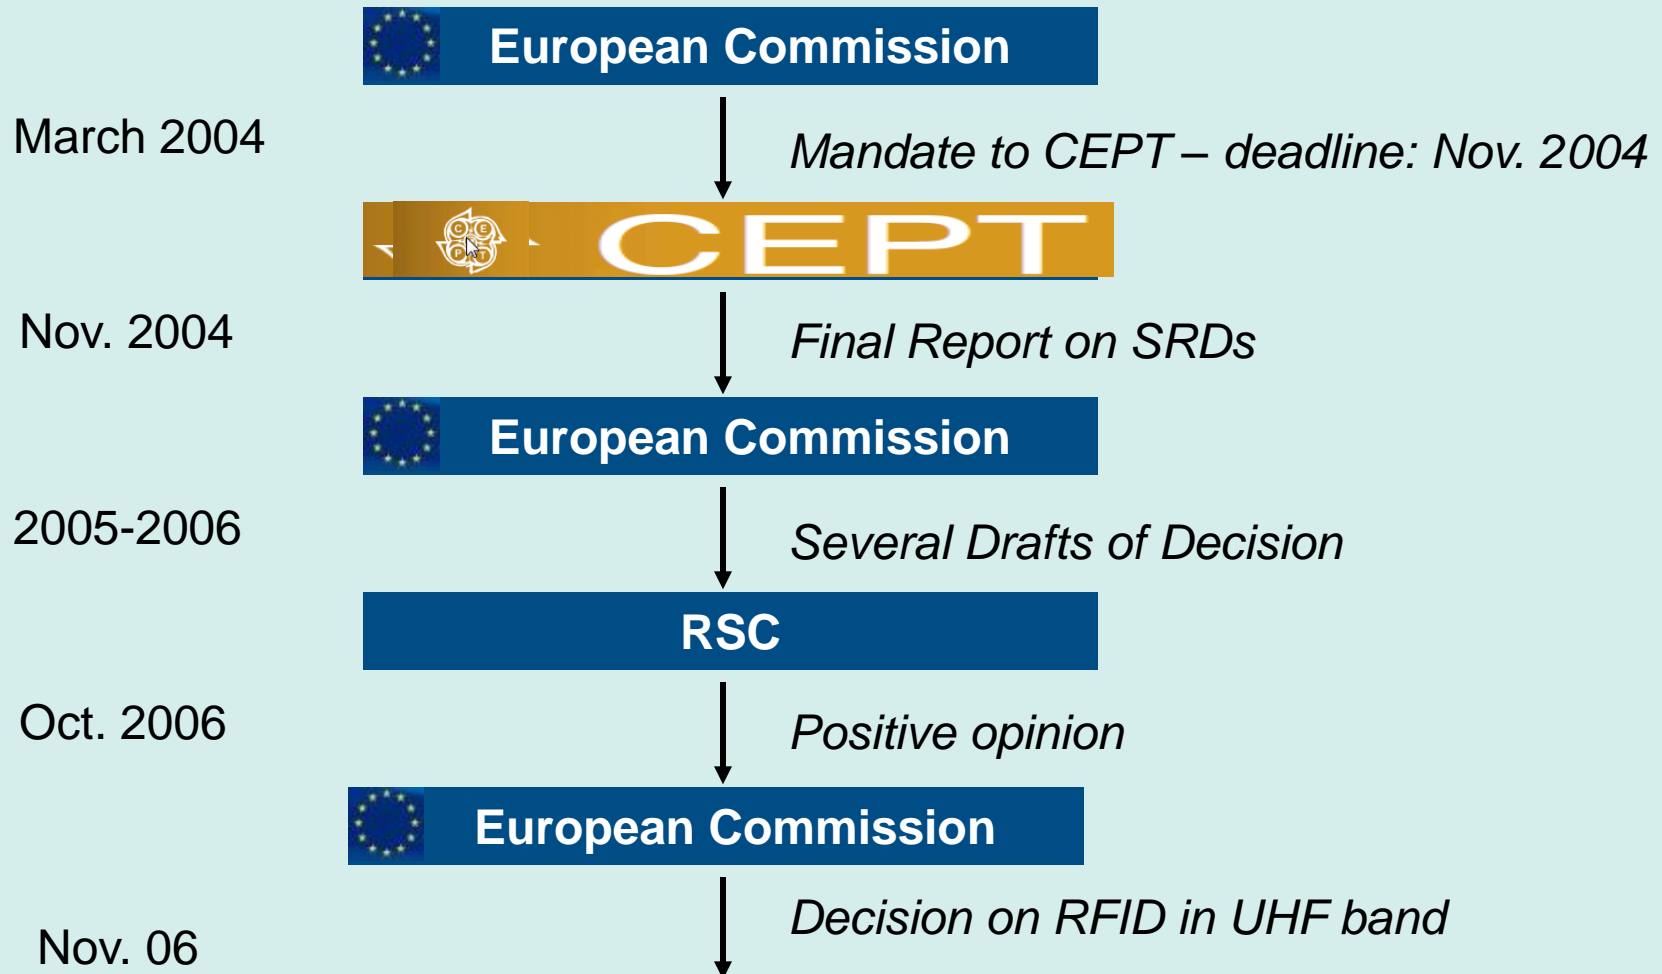 European Commission
March 2004
Mandate to CEPT – deadline: Nov. 2004
C E P T
CEPT
Nov. 2004
Final Report on SRDs
European Commission
2005-2006
Several Drafts of Decision
RSC
Oct. 2006
Positive opinion
European Commission
Decision on RFID in UHF band
Nov. 06